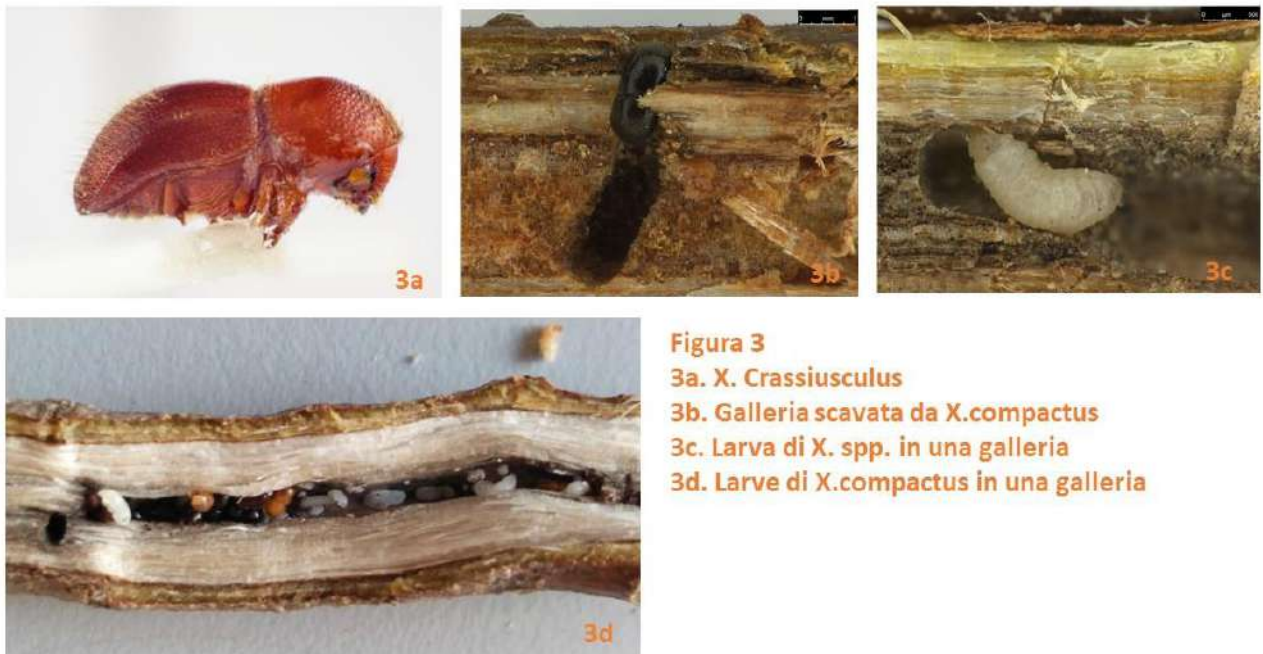 3a
3b
3c
3d
Figura 3
3a. X. Crassiusculus
3b. Galleria scavata da X.compactus
3c. Larva di X. spp. in una galleria
3d. Larve di X.compactus in una galleria